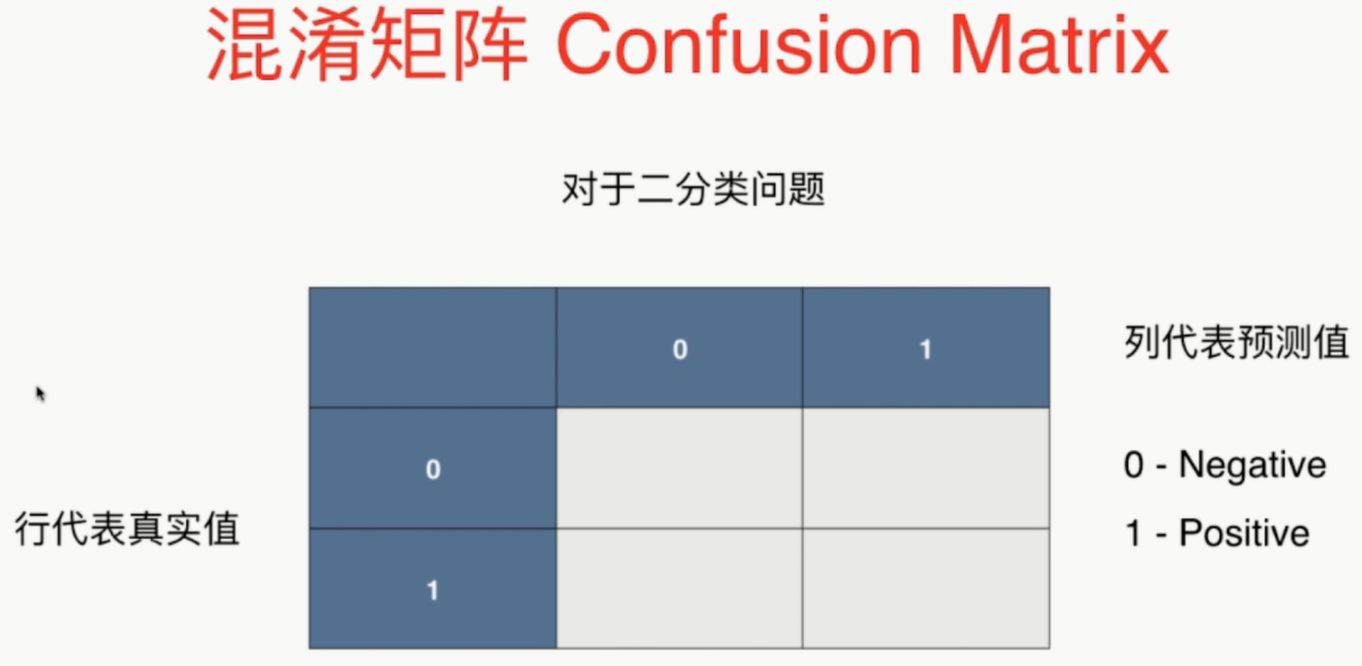 混淆矩阵 Confusion Matrix
对于二分类问题
0 1
列代表预测值
0
0 - Negative
行代表真实值
1 - Positive
1